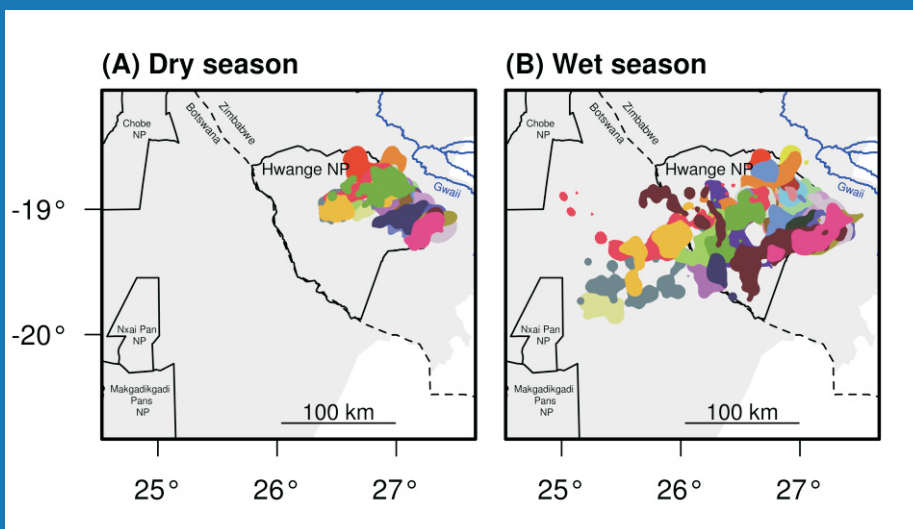 (A) Dry season
(B) Wet season
Chobe
NP
Botswana
Zimbabwe
Hwange NP
Gwaii
Nxai Pan
NP
Makgadikgadi
Pans
NP
100 km
Chobe
NP
Botswana
Zimbabwe
Hwange NP
Gwaii
Nxai Pan
NP
Makgadikgadi
Pans
NP
100 km
-19°
-20°
25°
26°
27°
25°
26°
27°